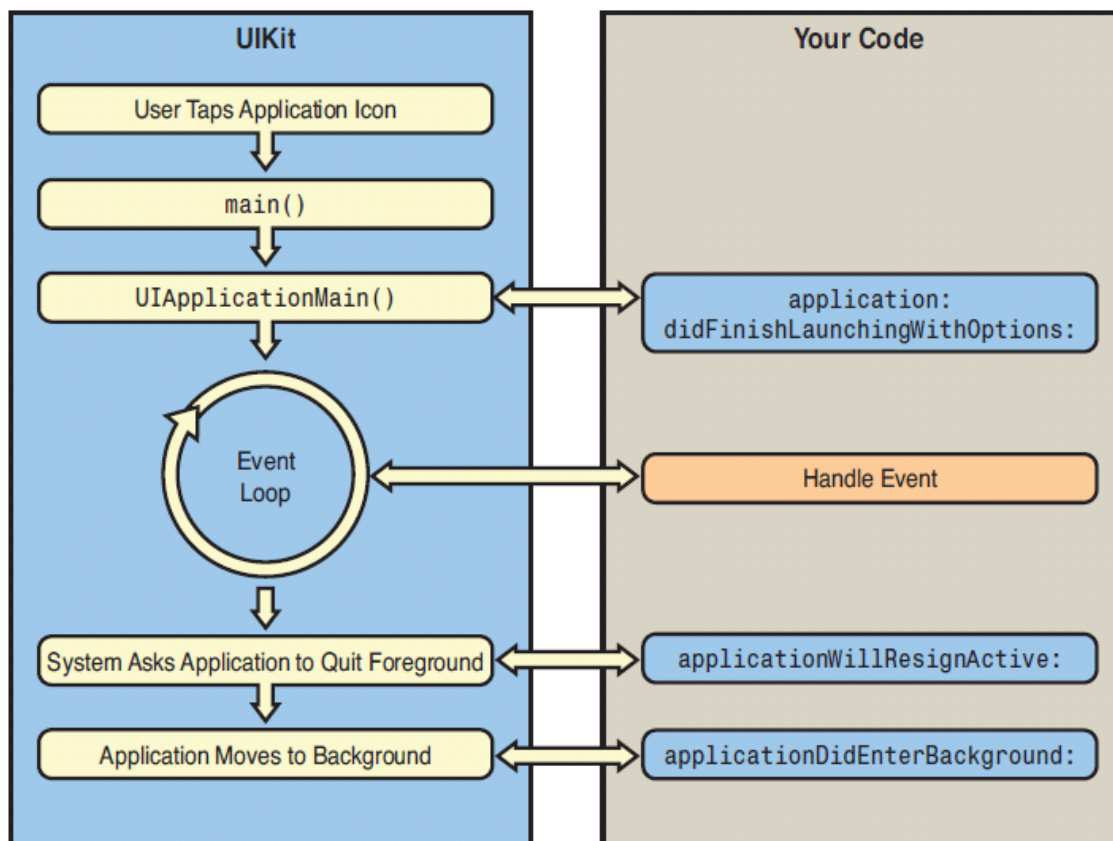 UIKit
User Taps Application Icon
main()
UIApplicationMain()
Event
Loop
System Asks Application to Quit Foreground
Application Moves to Background
Your Code
application:
didFinishLaunchingWithOptions:
Handle Event
applicationWillResignActive:
applicationDidEnterBackground: